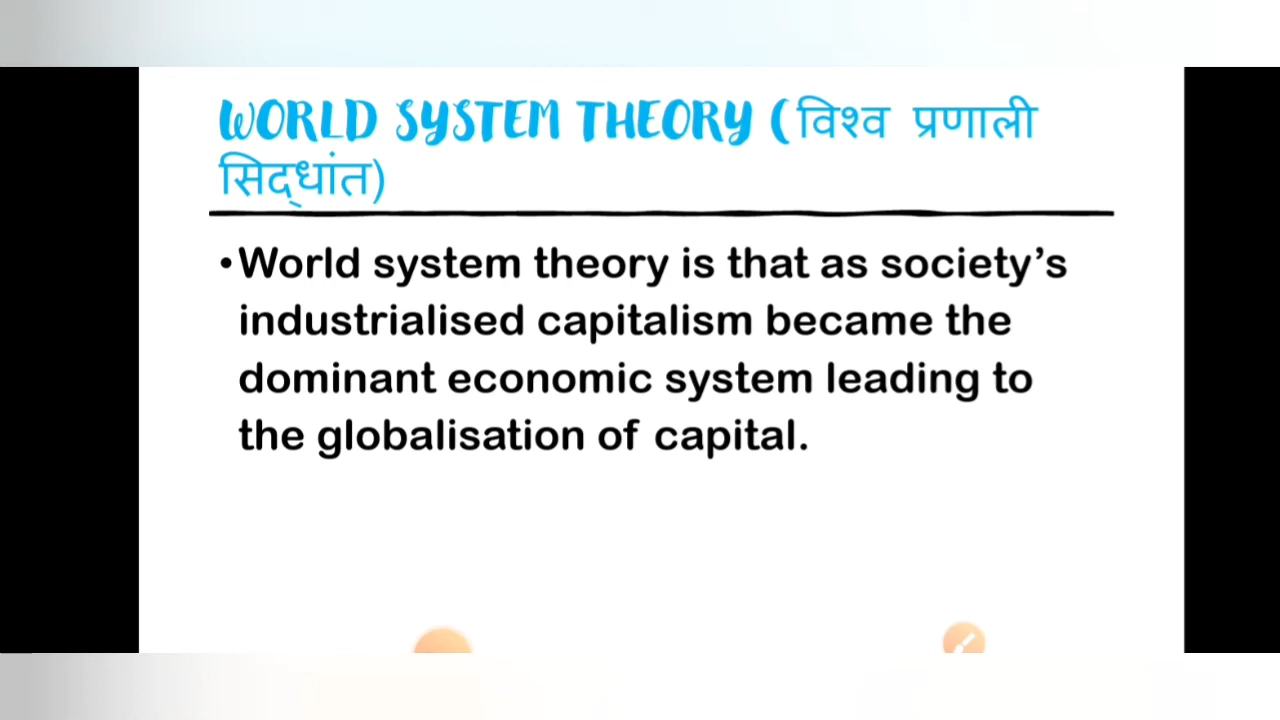 WORLD SYSTEM THEORY (विश्व प्रणाली
सिद्धांत)
•World system theory is that as society’s
industrialised capitalism became the
dominant economic system leading to
the globalisation of capital.